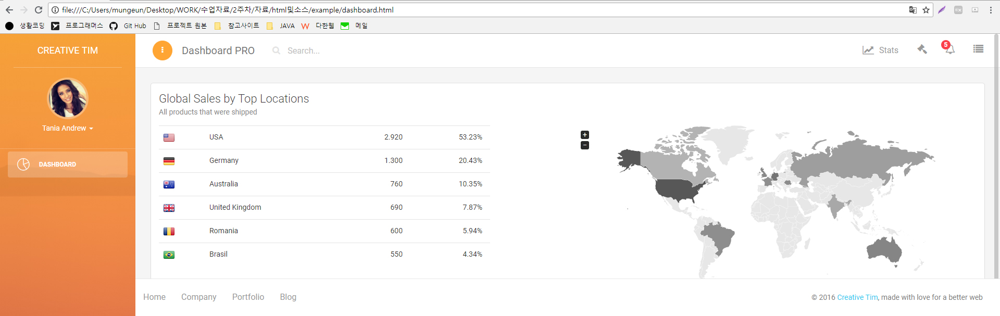 file:///C:/Users/mungeun/Desktop/WORK/수업자료/2주차/자료/html및소스/example/dashboard.html
생활코딩 프로그래머스 Git Hub 프로젝트 원본 참고사이트 JAVA 다한웹 메일
CREATIVE TIM
Tania Andrew
DASHBOARD
Dashboard PRO Search... Stats 5
Global Sales by Top Locations
All products that were shipped
USA 2.920 53.23%
Germany 1.300 20.43%
Australia 760 10.35%
United Kingdom 690 7.87%
Romania 600 5.94%
Brasil 550 4.34%
+
−
Home Company Portfolio Blog
© 2016 Creative Tim, made with love for a better web